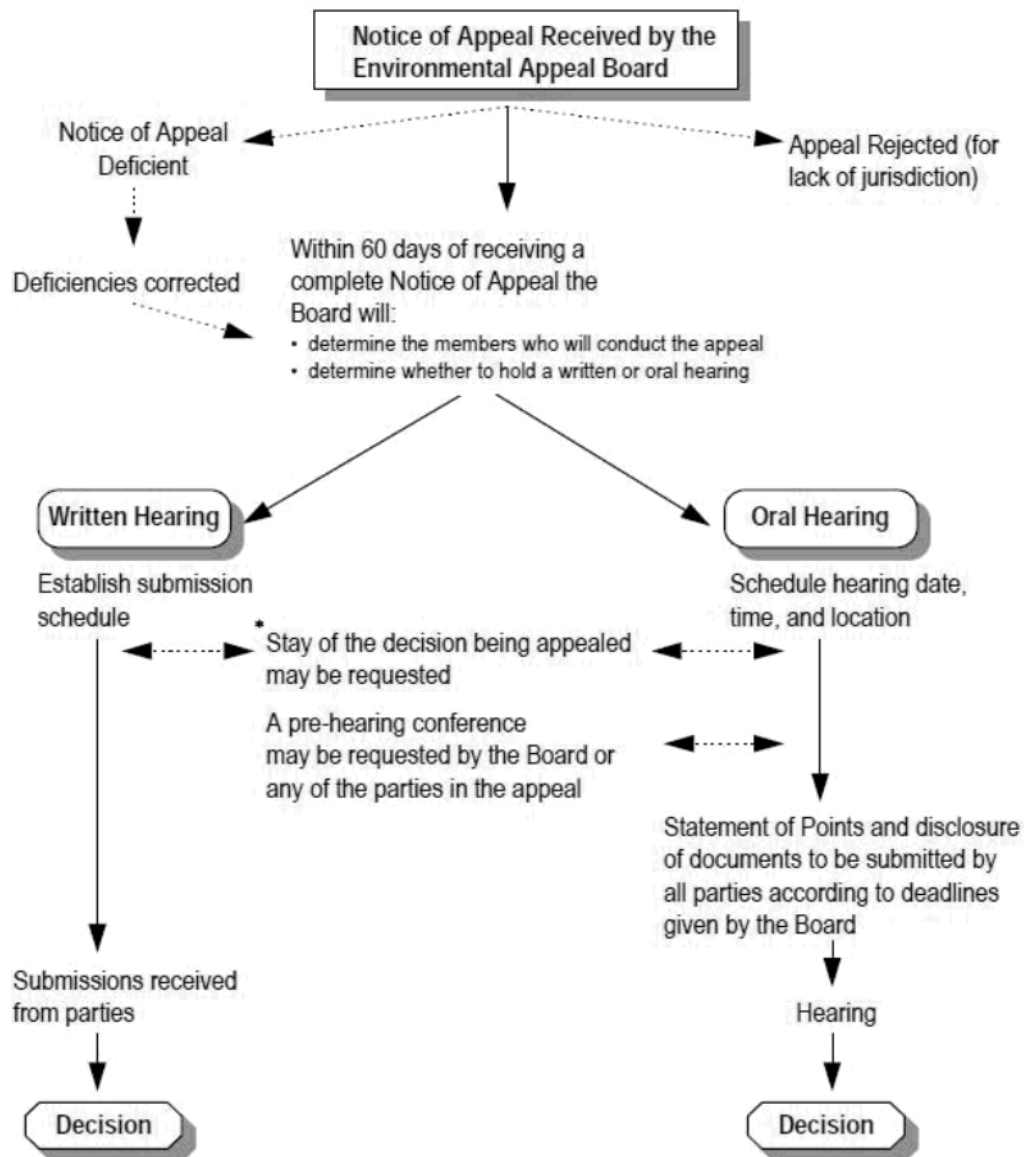 Notice of Appeal Received by the
Environmental Appeal Board
Notice of Appeal
Deficient
Appeal Rejected (for
lack of jurisdiction)
Deficiencies corrected
Within 60 days of receiving a
complete Notice of Appeal the
Board will:
• determine the members who will conduct the appeal
• determine whether to hold a written or oral hearing
Written Hearing
Oral Hearing
Establish submission
schedule
Schedule hearing date,
time, and location
* Stay of the decision being appealed
may be requested
A pre-hearing conference
may be requested by the Board or
any of the parties in the appeal
Statement of Points and disclosure
of documents to be submitted by
all parties according to deadlines
given by the Board
Submissions received
from parties
Hearing
Decision
Decision